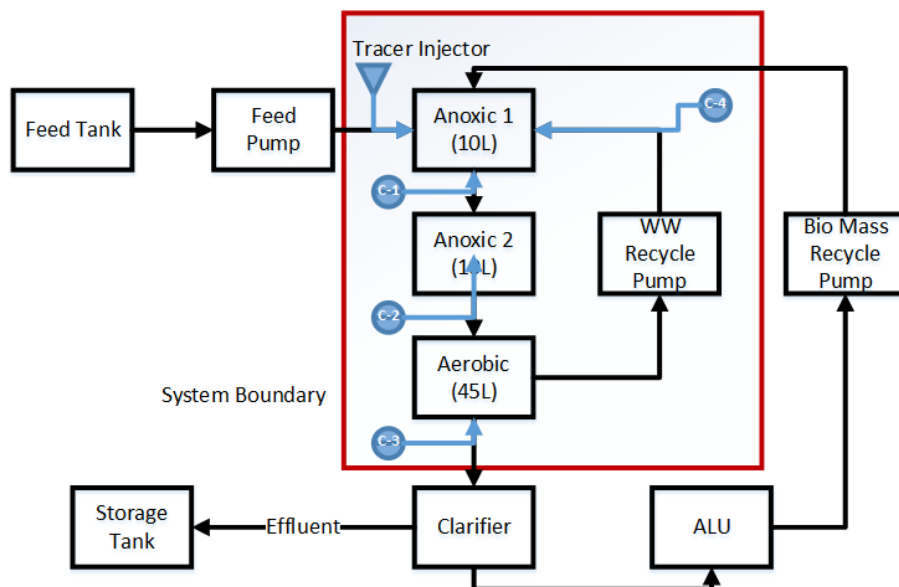 Tracer Injector
Feed Tank
Feed
Pump
Anoxic 1
(10L)
C-4
C-1
Anoxic 2
WW
Recycle
Pump
Bio Mass
Recycle
Pump
C-2
Aerobic
(45L)
System Boundary
C-3
Storage
Tank
Effluent
Clarifier
ALU